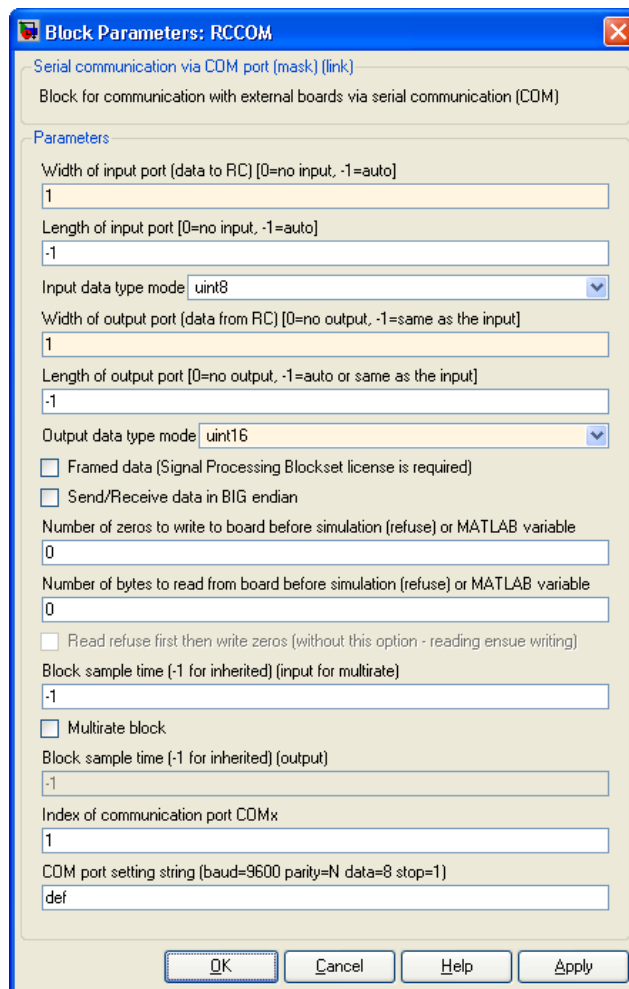 Block Parameters: RCCOM
Serial communication via COM port (mask) (link)
Block for communication with external boards via serial communication (COM)
Parameters
Width of input port (data to RC) [0=no input, -1=auto]
1
Length of input port [0=no input, -1=auto]
-1
Input data type mode uint8
Width of output port (data from RC) [0=no output, -1=same as the input]
1
Length of output port [0=no output, -1=auto or same as the input]
-1
Output data type mode uint16
Framed data (Signal Processing Blockset license is required)
Send/Receive data in BIG endian
Number of zeros to write to board before simulation (refuse) or MATLAB variable
0
Number of bytes to read from board before simulation (refuse) or MATLAB variable
0
Read refuse first then write zeros (without this option - reading ensue writing)
Block sample time (-1 for inherited) (input for multirate)
-1
Multirate block
Block sample time (-1 for inherited) (output)
-1
Index of communication port COMx
1
COM port setting string (baud=9600 parity=N data=8 stop=1)
def
OK Cancel Help Apply